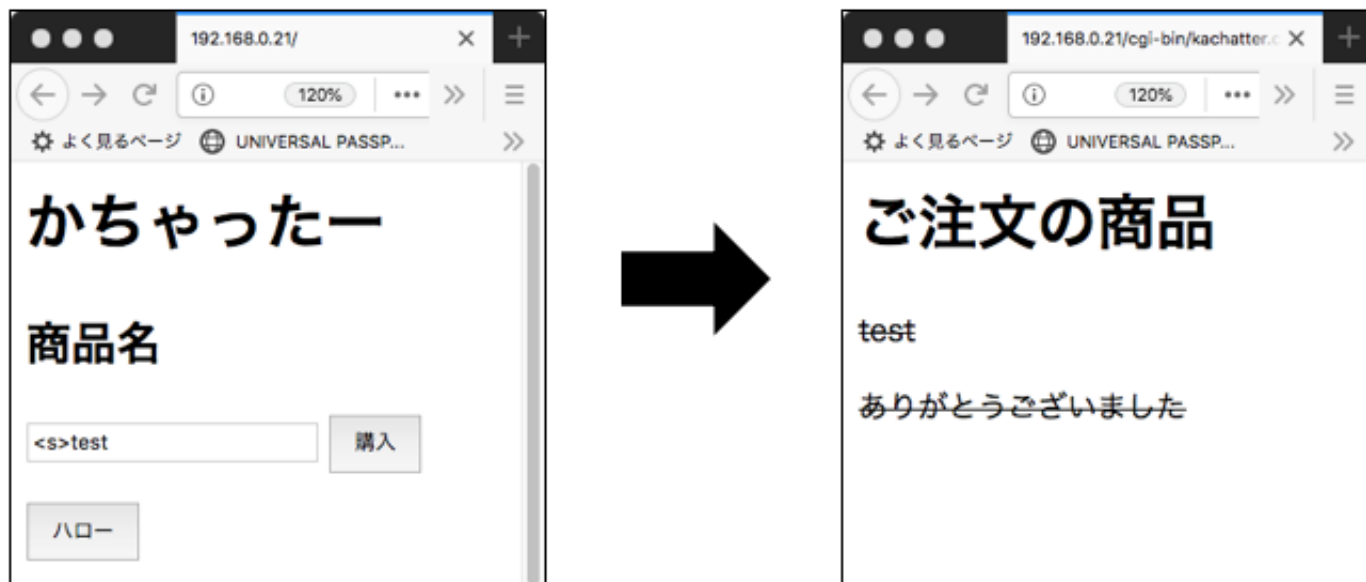 192.168.0.21/
120%
よく見るページ UNIVERSAL PASSP...
かちゃったー
商品名
<s>test 購入
ハロー
192.168.0.21/cgi-bin/kachatter.c
120%
よく見るページ UNIVERSAL PASSP...
ご注文の商品
test
ありがとうございました